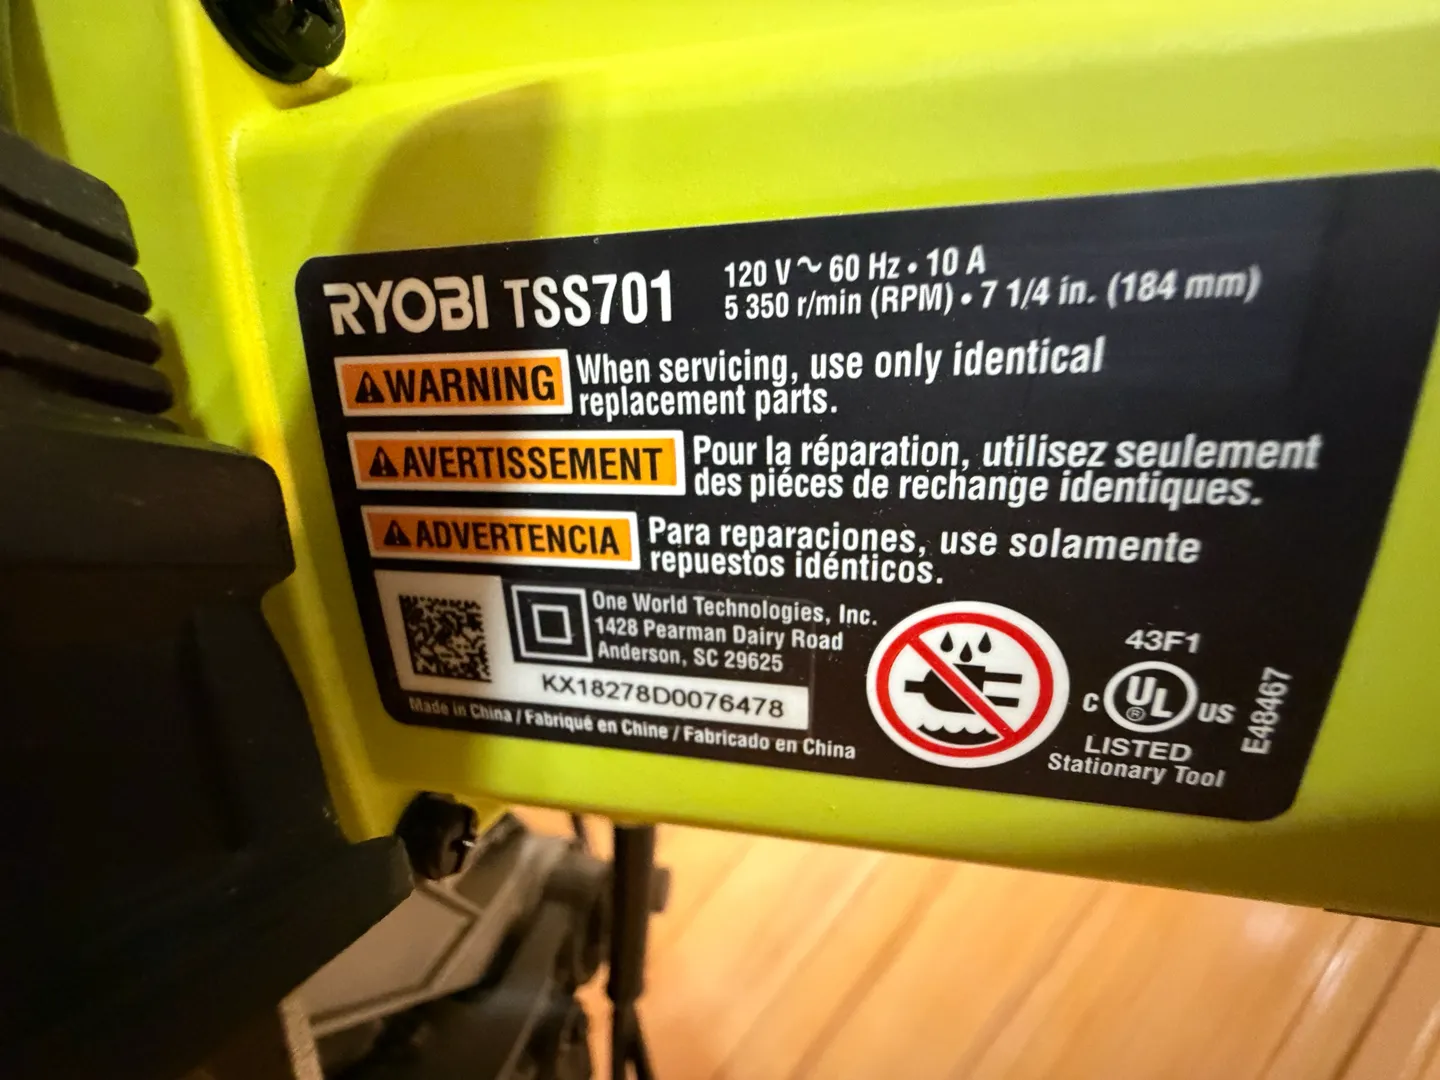 RYOBI TSS701
120 V ~ 60 Hz • 10 A
5 350 r/min (RPM) • 7 1/4 in. (184 mm)
⚠WARNING When servicing, use only identical
replacement parts.
⚠AVERTISSEMENT Pour la réparation, utilisez seulement
des piéces de rechange identiques.
⚠ADVERTENCIA Para reparaciones, use solamente
repuestos idénticos.
One World Technologies, Inc.
1428 Pearman Dairy Road
Anderson, SC 29625
KX18278D0076478
Made in China / Fabriqué en Chine / Fabricado en China
43F1
C UL® US
LISTED
Stationary Tool
E48467